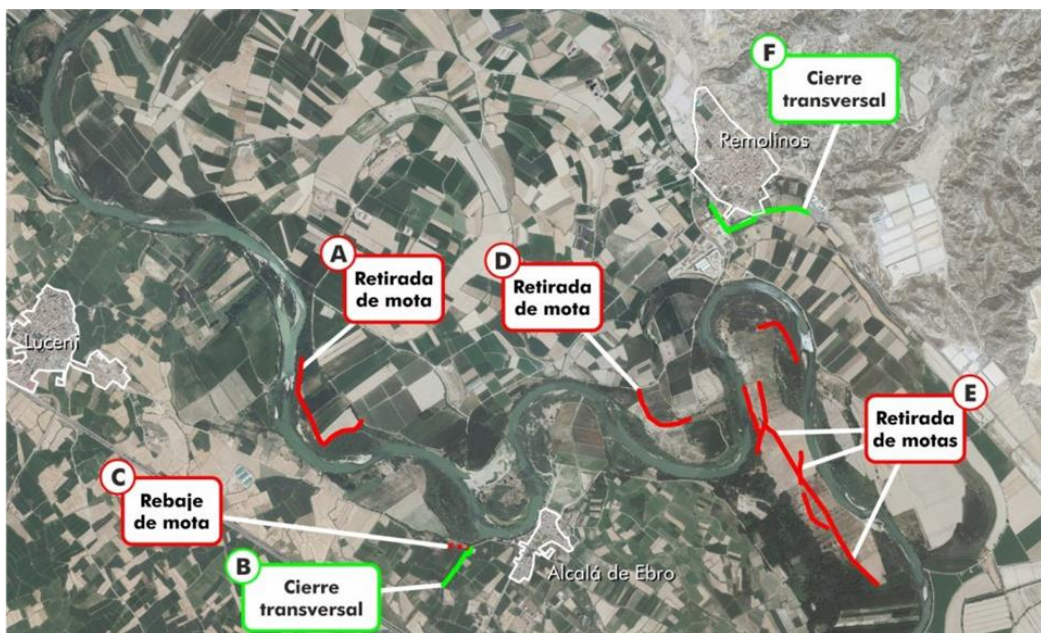 F
Cierre
transversal
Remolinos
A
Retirada
de mota
D
Retirada
de mota
Luceni
E
Retirada
de motas
C
Rebaje
de mota
B
Cierre
transversal
Alcalá de Ebro